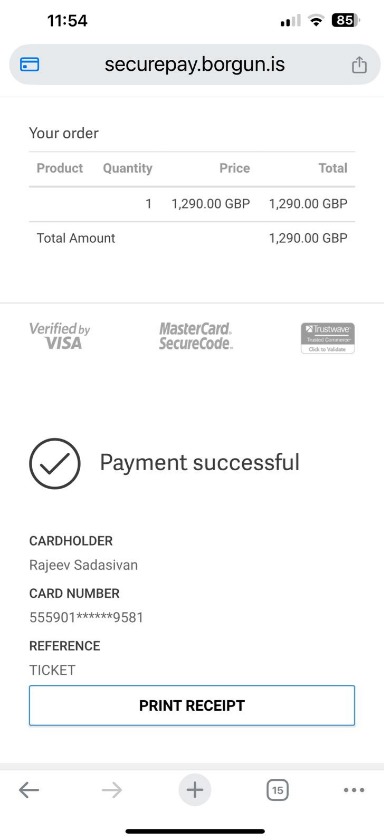 11:54
85
securepay.borgun.is
Your order
Product Quantity Price Total
1 1,290.00 GBP 1,290.00 GBP
Total Amount 1,290.00 GBP
Verified by
VISA
MasterCard.
SecureCode.
Trustwave
Trusted Commerce
Click to Validate
Payment successful
CARDHOLDER
Rajeev Sadasivan
CARD NUMBER
555901******9581
REFERENCE
TICKET
PRINT RECEIPT
15